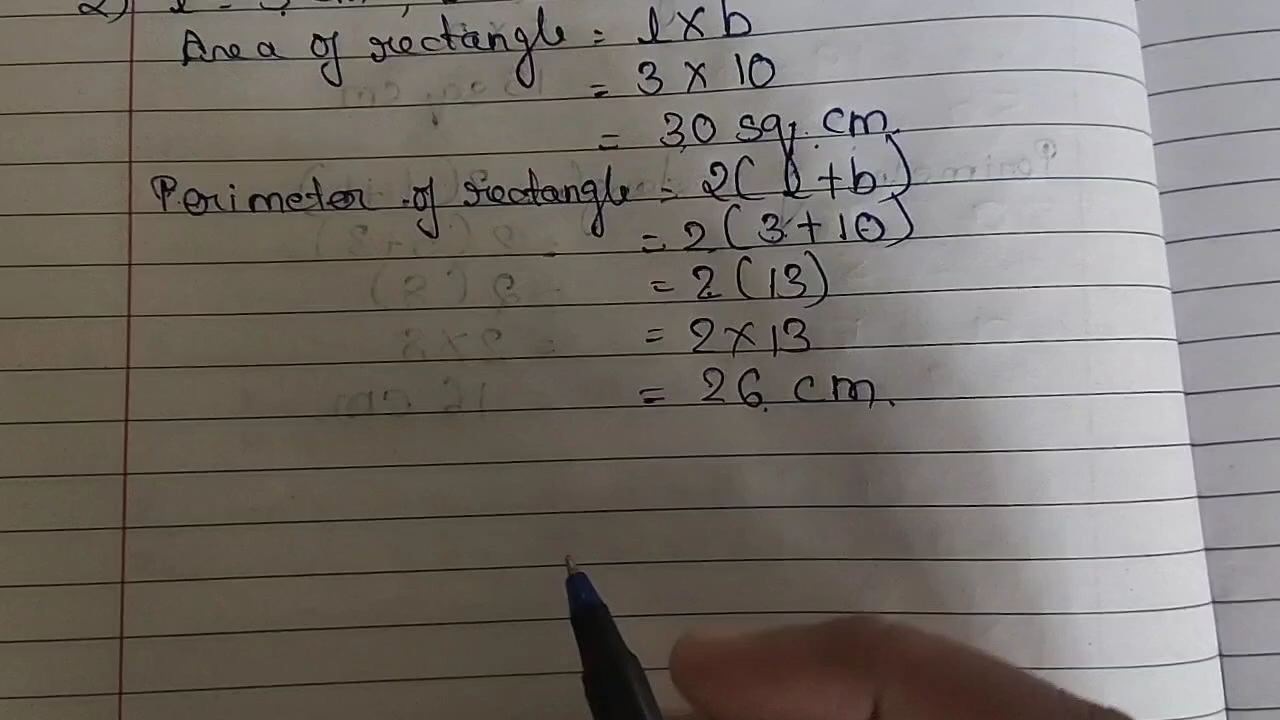 2)
Area of rectangle = l × b
= 3 × 10
= 30 sq. cm.
Perimeter of rectangle = 2( l + b)
= 2 ( 3 + 10 )
= 2 (13)
= 2 × 13
= 26 cm.